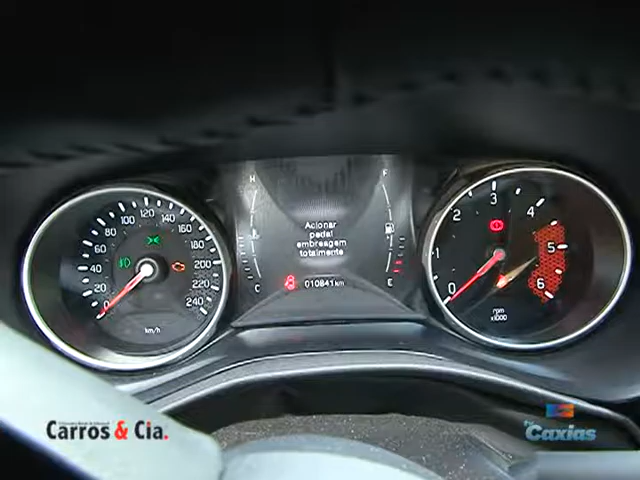 0 20 40 60 80 100 120 140 160 180 200 220 240
km/h
H
C
Acionar
pedal
embreagem
totalmente
010841km
F
E
0 1 2 3 4 5 6
rpm
x1000
Carros & Cia.
Caxias